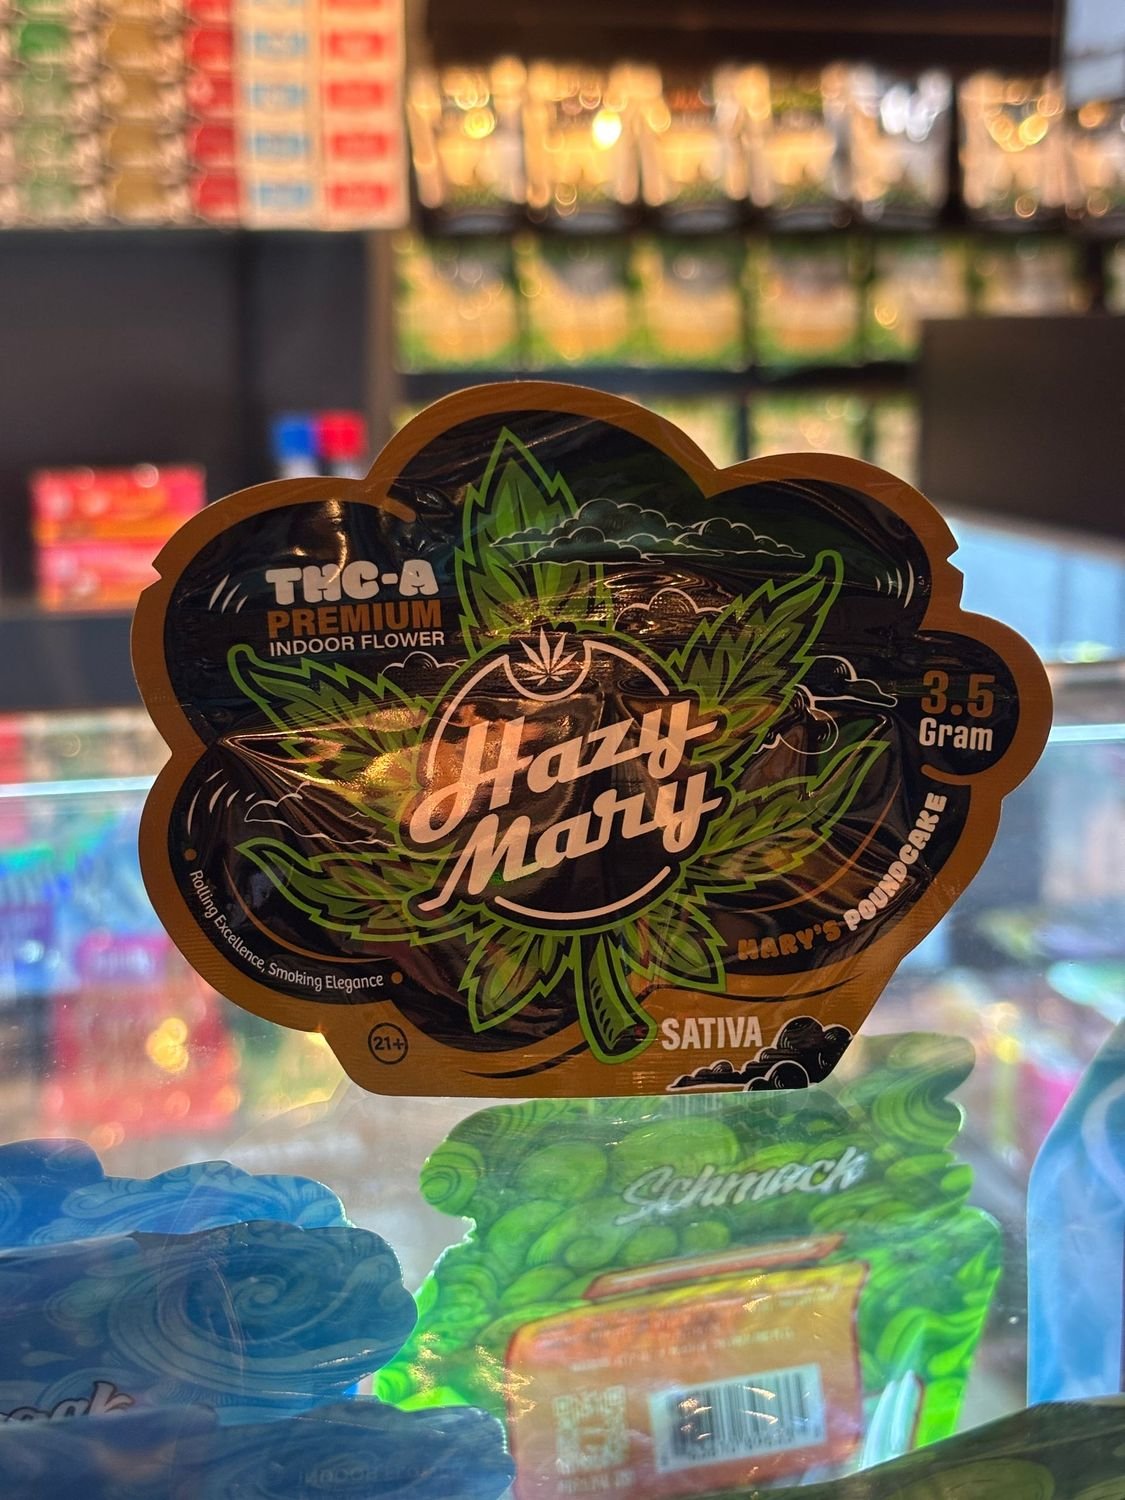 THC-A
PREMIUM
INDOOR FLOWER
Hazy
Mary
3.5
Gram
MARY'S POUNDCAKE
Rolling Excellence, Smoking Elegance
21+
SATIVA
Schmack